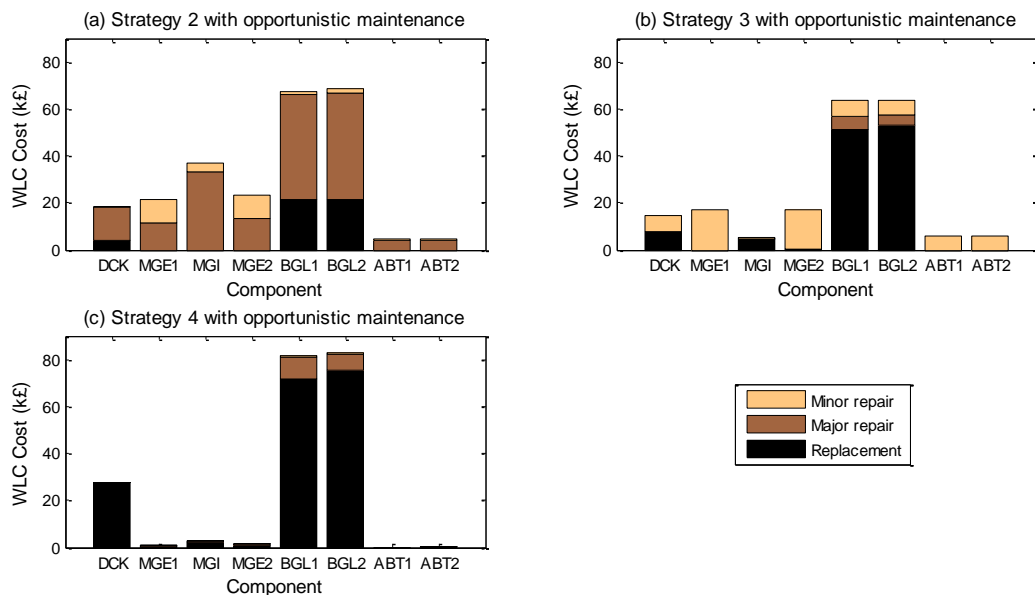 (a) Strategy 2 with opportunistic maintenance
80
60
40
20
0
WLC Cost (k£)
DCK MGE1 MGI MGE2 BGL1 BGL2 ABT1 ABT2
Component
(b) Strategy 3 with opportunistic maintenance
80
60
40
20
0
WLC Cost (k£)
DCK MGE1 MGI MGE2 BGL1 BGL2 ABT1 ABT2
Component
(c) Strategy 4 with opportunistic maintenance
80
60
40
20
0
WLC Cost (k£)
DCK MGE1 MGI MGE2 BGL1 BGL2 ABT1 ABT2
Component
Minor repair
Major repair
Replacement